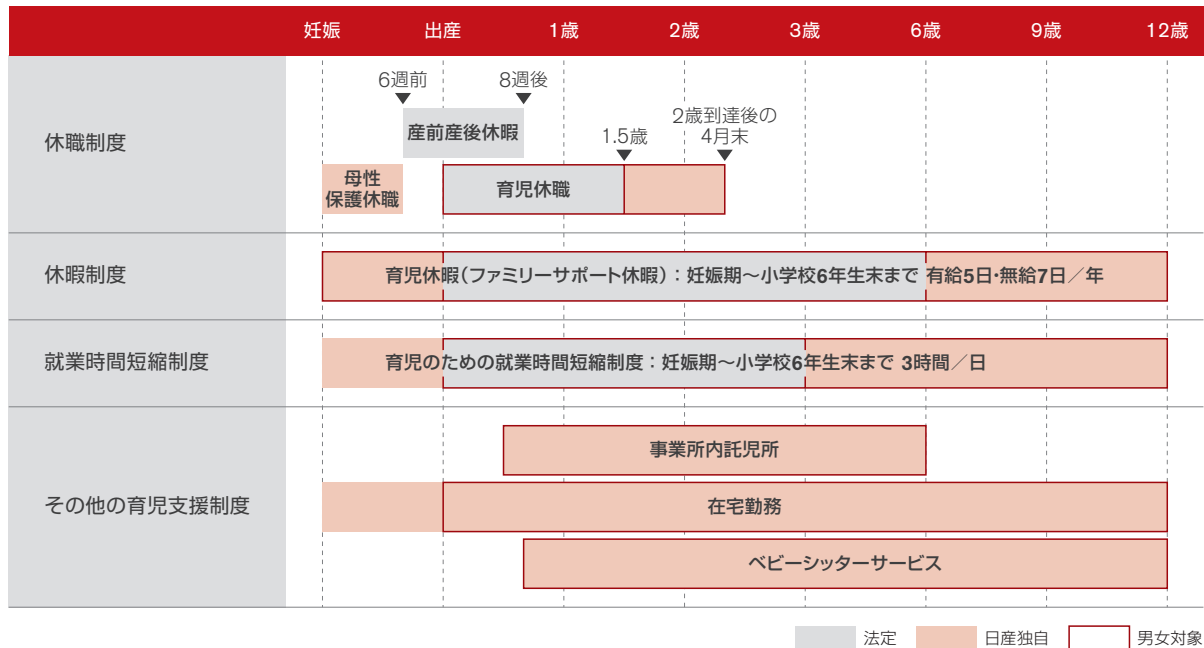 妊娠 出産 1歳 2歳 3歳 6歳 9歳 12歳
休職制度
6週前 8週後
産前産後休暇
1.5歳
2歳到達後の
4月末
母性
保護休職
育児休職
休暇制度
育児休暇（ファミリーサポート休暇）：妊娠期～小学校6年生末まで 有給5日・無給7日／年
就業時間短縮制度
育児のための就業時間短縮制度：妊娠期～小学校6年生末まで 3時間／日
その他の育児支援制度
事業所内託児所
在宅勤務
ベビーシッターサービス
法定 日産独自 男女対象